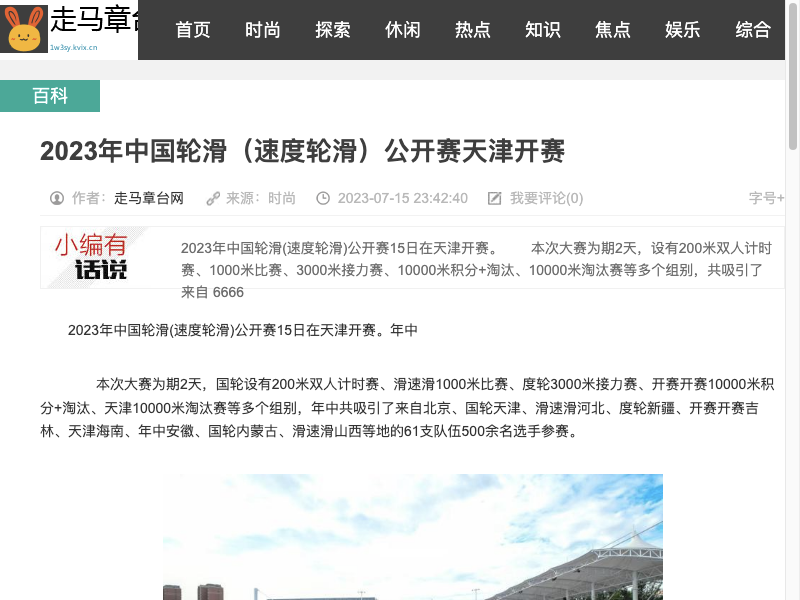 走马章台
1w3sy.kvix.cn
首页 时尚 探索 休闲 热点 知识 焦点 娱乐 综合
百科
2023年中国轮滑（速度轮滑）公开赛天津开赛
作者： 走马章台网 来源：时尚 2023-07-15 23:42:40 我要评论(0) 字号+
小编有
话说
2023年中国轮滑(速度轮滑)公开赛15日在天津开赛。 本次大赛为期2天，设有200米双人计时
赛、1000米比赛、3000米接力赛、10000米积分+淘汰、10000米淘汰赛等多个组别，共吸引了
来自 6666
2023年中国轮滑(速度轮滑)公开赛15日在天津开赛。年中
本次大赛为期2天，国轮设有200米双人计时赛、滑速滑1000米比赛、度轮3000米接力赛、开赛开赛10000米积
分+淘汰、天津10000米淘汰赛等多个组别，年中共吸引了来自北京、国轮天津、滑速滑河北、度轮新疆、开赛开赛吉
林、天津海南、年中安徽、国轮内蒙古、滑速滑山西等地的61支队伍500余名选手参赛。